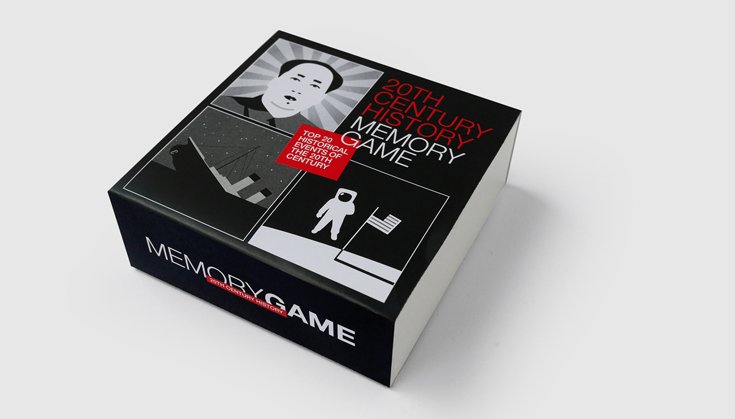 20TH
CENTURY
HISTORY
MEMORY
GAME
TOP 20
HISTORICAL
EVENTS OF
THE 20TH
CENTURY
MEMORYGAME
20TH CENTURY HISTORY